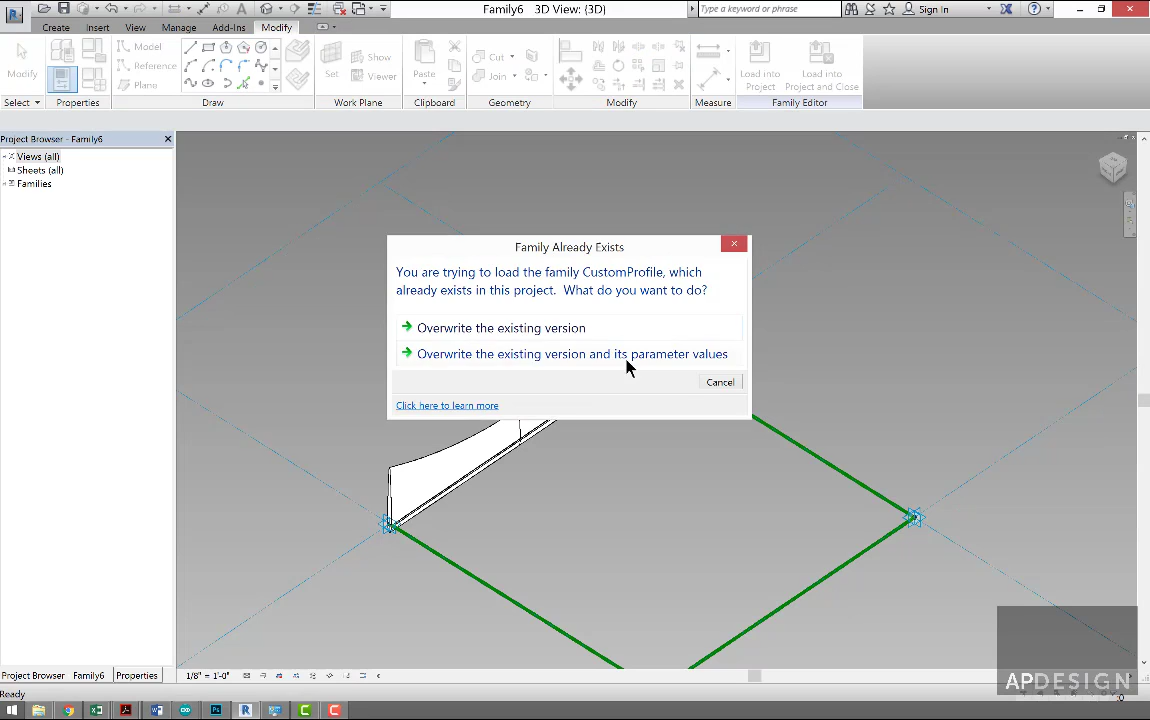 Family6    3D View: (3D)
Type a keyword or phrase
Sign In
Create Insert View Manage Add-Ins Modify
Model
Reference
Plane
Modify
Set
Show
Viewer
Paste
Cut
Join
Load into
Project
Load into
Project and Close
Select Properties Draw Work Plane Clipboard Geometry Modify Measure Family Editor
Project Browser - Family6
Views (all)
Sheets (all)
Families
Family Already Exists
You are trying to load the family CustomProfile, which
already exists in this project.  What do you want to do?
Overwrite the existing version
Overwrite the existing version and its parameter values
Cancel
Click here to learn more
APDESIGN
Project Browser - Family6 Properties
1/8" = 1'-0"
Ready
:0